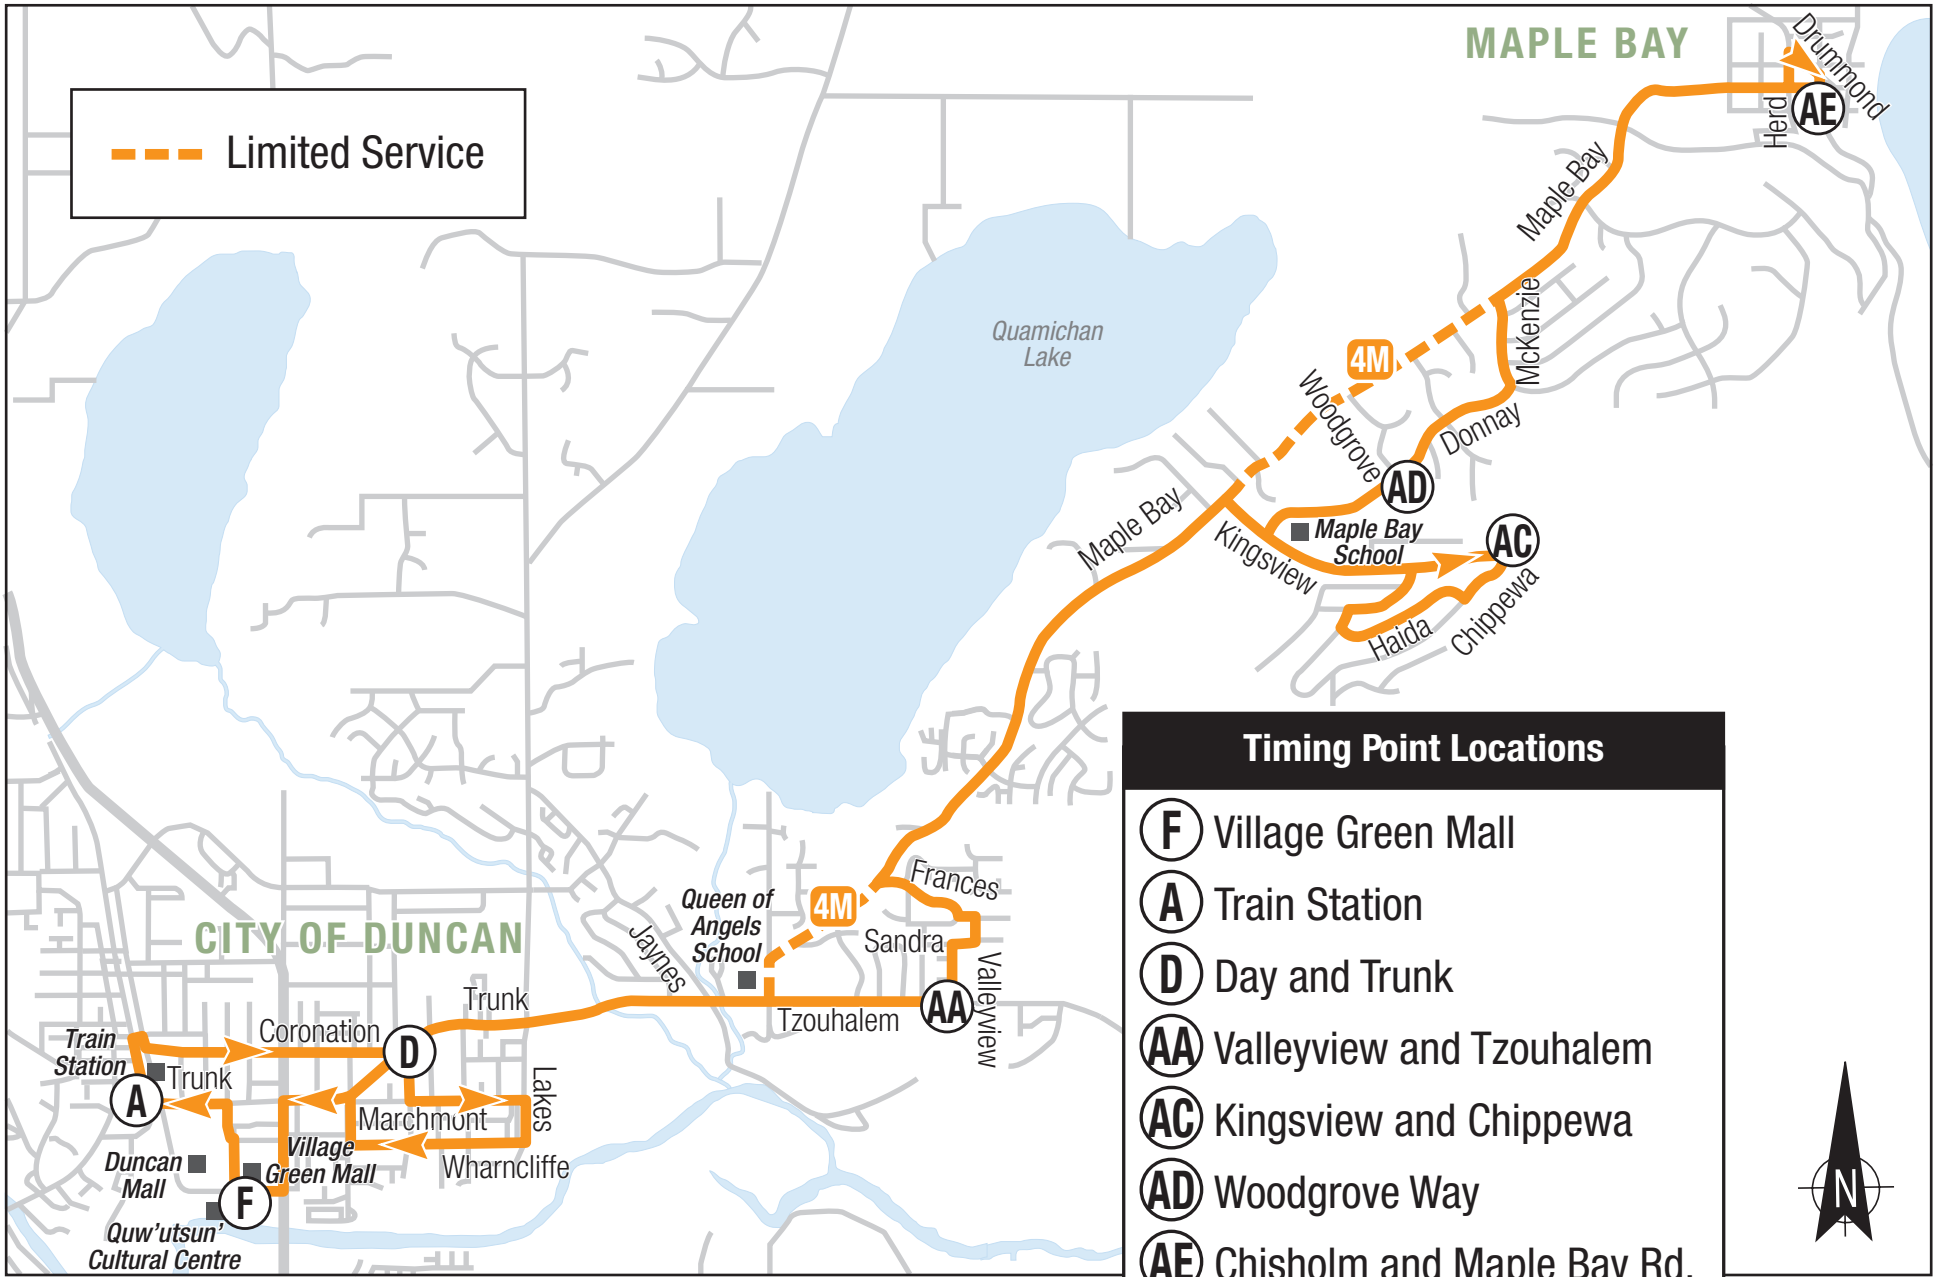 MAPLE BAY
Drummond
AE
Herd
Limited Service
Maple Bay
McKenzie
Quamichan
Lake
4M
Woodgrove
Donnay
AD
Maple Bay
Maple Bay
School
AC
Kingsview
Chippewa
Haida
Timing Point Locations
F Village Green Mall
A Train Station
D Day and Trunk
AA Valleyview and Tzouhalem
AC Kingsview and Chippewa
AD Woodgrove Way
AE Chisholm and Maple Bay Rd.
Frances
4M
Queen of
Angels
School
Sandra
CITY OF DUNCAN
Jaynes
Valleyview
Trunk
AA
Tzouhalem
Coronation
D
Train
Station
Trunk
A
Lakes
Marchmont
Village
Green Mall
Wharncliffe
Duncan
Mall
F
Quw'utsun'
Cultural Centre
N